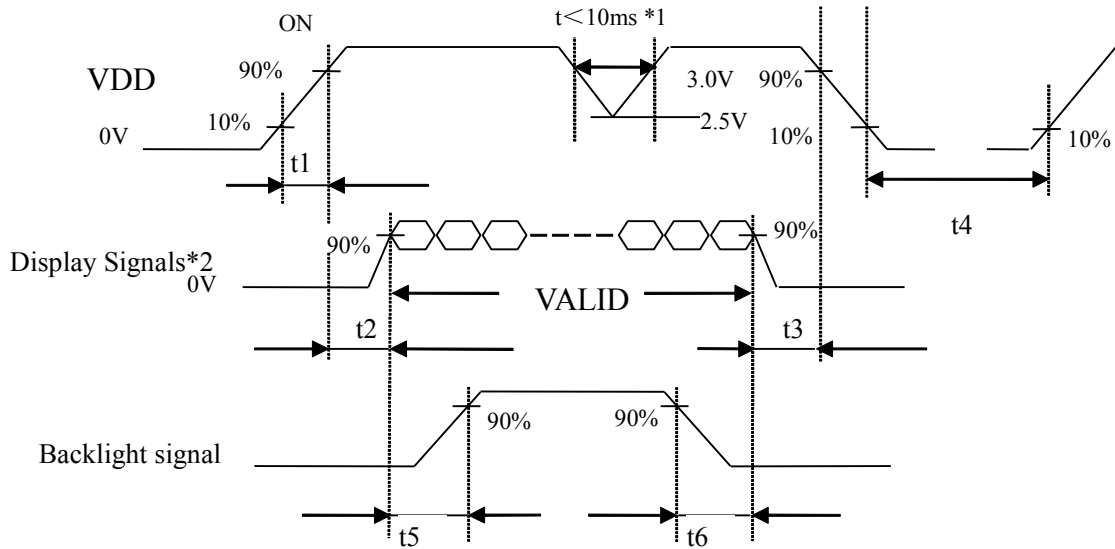 ON
t<10ms *1
VDD
90%
3.0V
90%
0V
10%
2.5V
10%
10%
t1
t4
90%
90%
Display Signals*2
0V
VALID
t2
t3
90%
90%
Backlight signal
t5
t6